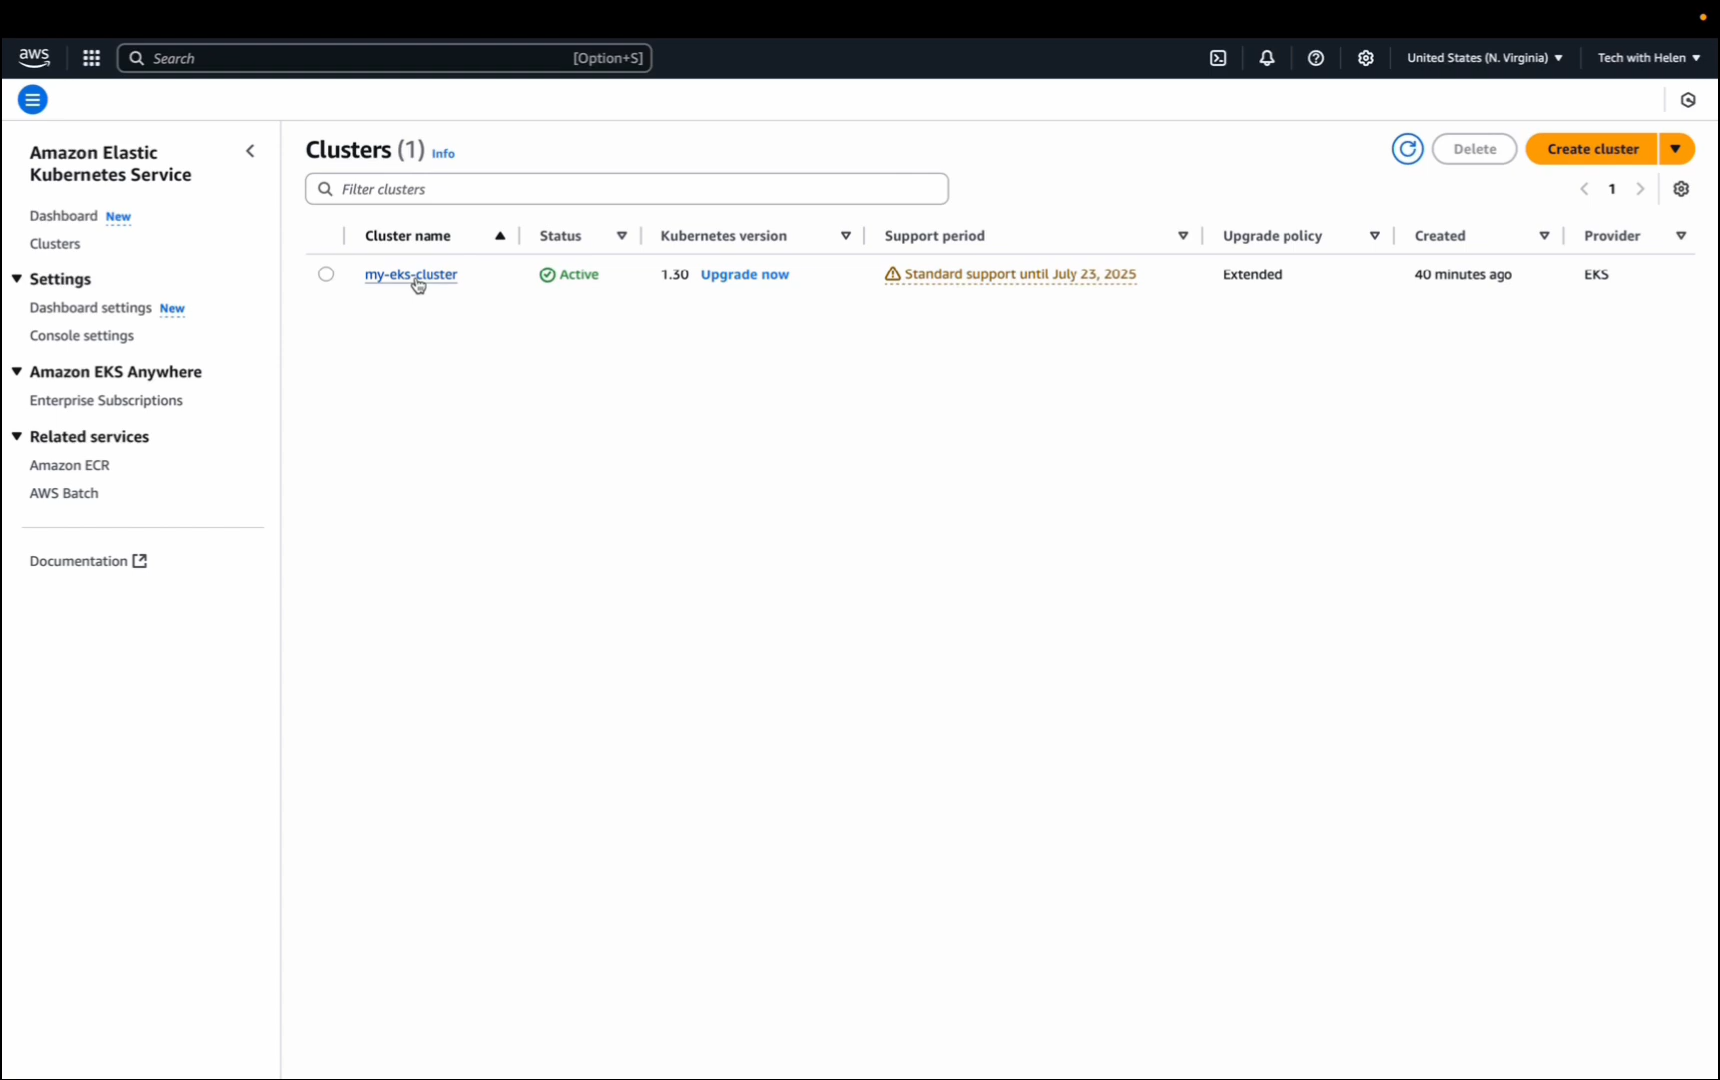 aws
Search [Option+S]
United States (N. Virginia)
Tech with Helen
Amazon Elastic
Kubernetes Service
Dashboard New
Clusters
Settings
Dashboard settings New
Console settings
Amazon EKS Anywhere
Enterprise Subscriptions
Related services
Amazon ECR
AWS Batch
Documentation
Clusters (1) Info
Delete
Create cluster
Filter clusters
1
Cluster name Status Kubernetes version Support period Upgrade policy Created Provider
my-eks-cluster Active 1.30 Upgrade now Standard support until July 23, 2025 Extended 40 minutes ago EKS